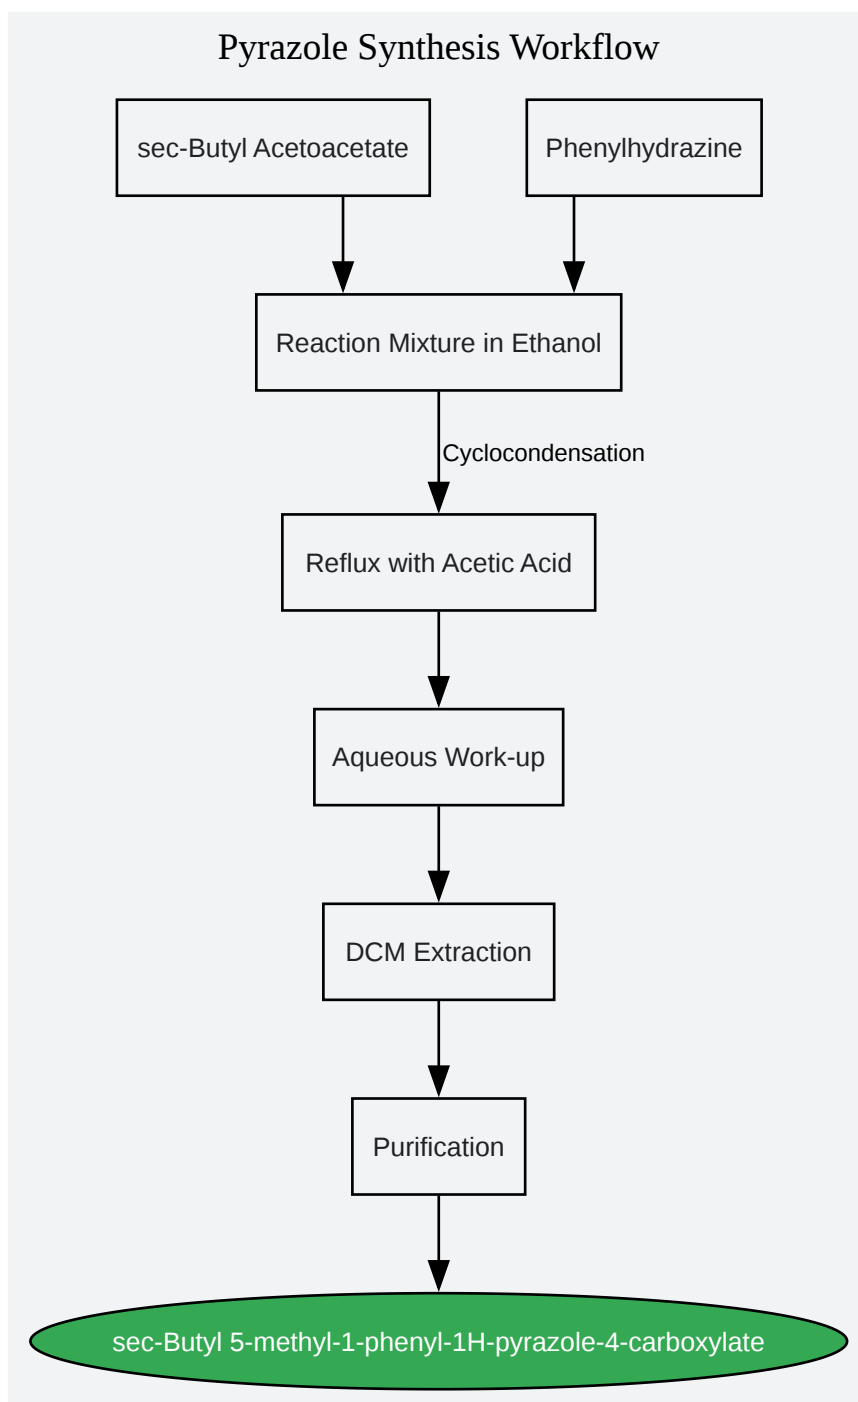 Pyrazole Synthesis Workflow
sec-Butyl Acetoacetate
Phenylhydrazine
Reaction Mixture in Ethanol
Cyclocondensation
Reflux with Acetic Acid
Aqueous Work-up
DCM Extraction
Purification
sec-Butyl 5-methyl-1-phenyl-1H-pyrazole-4-carboxylate